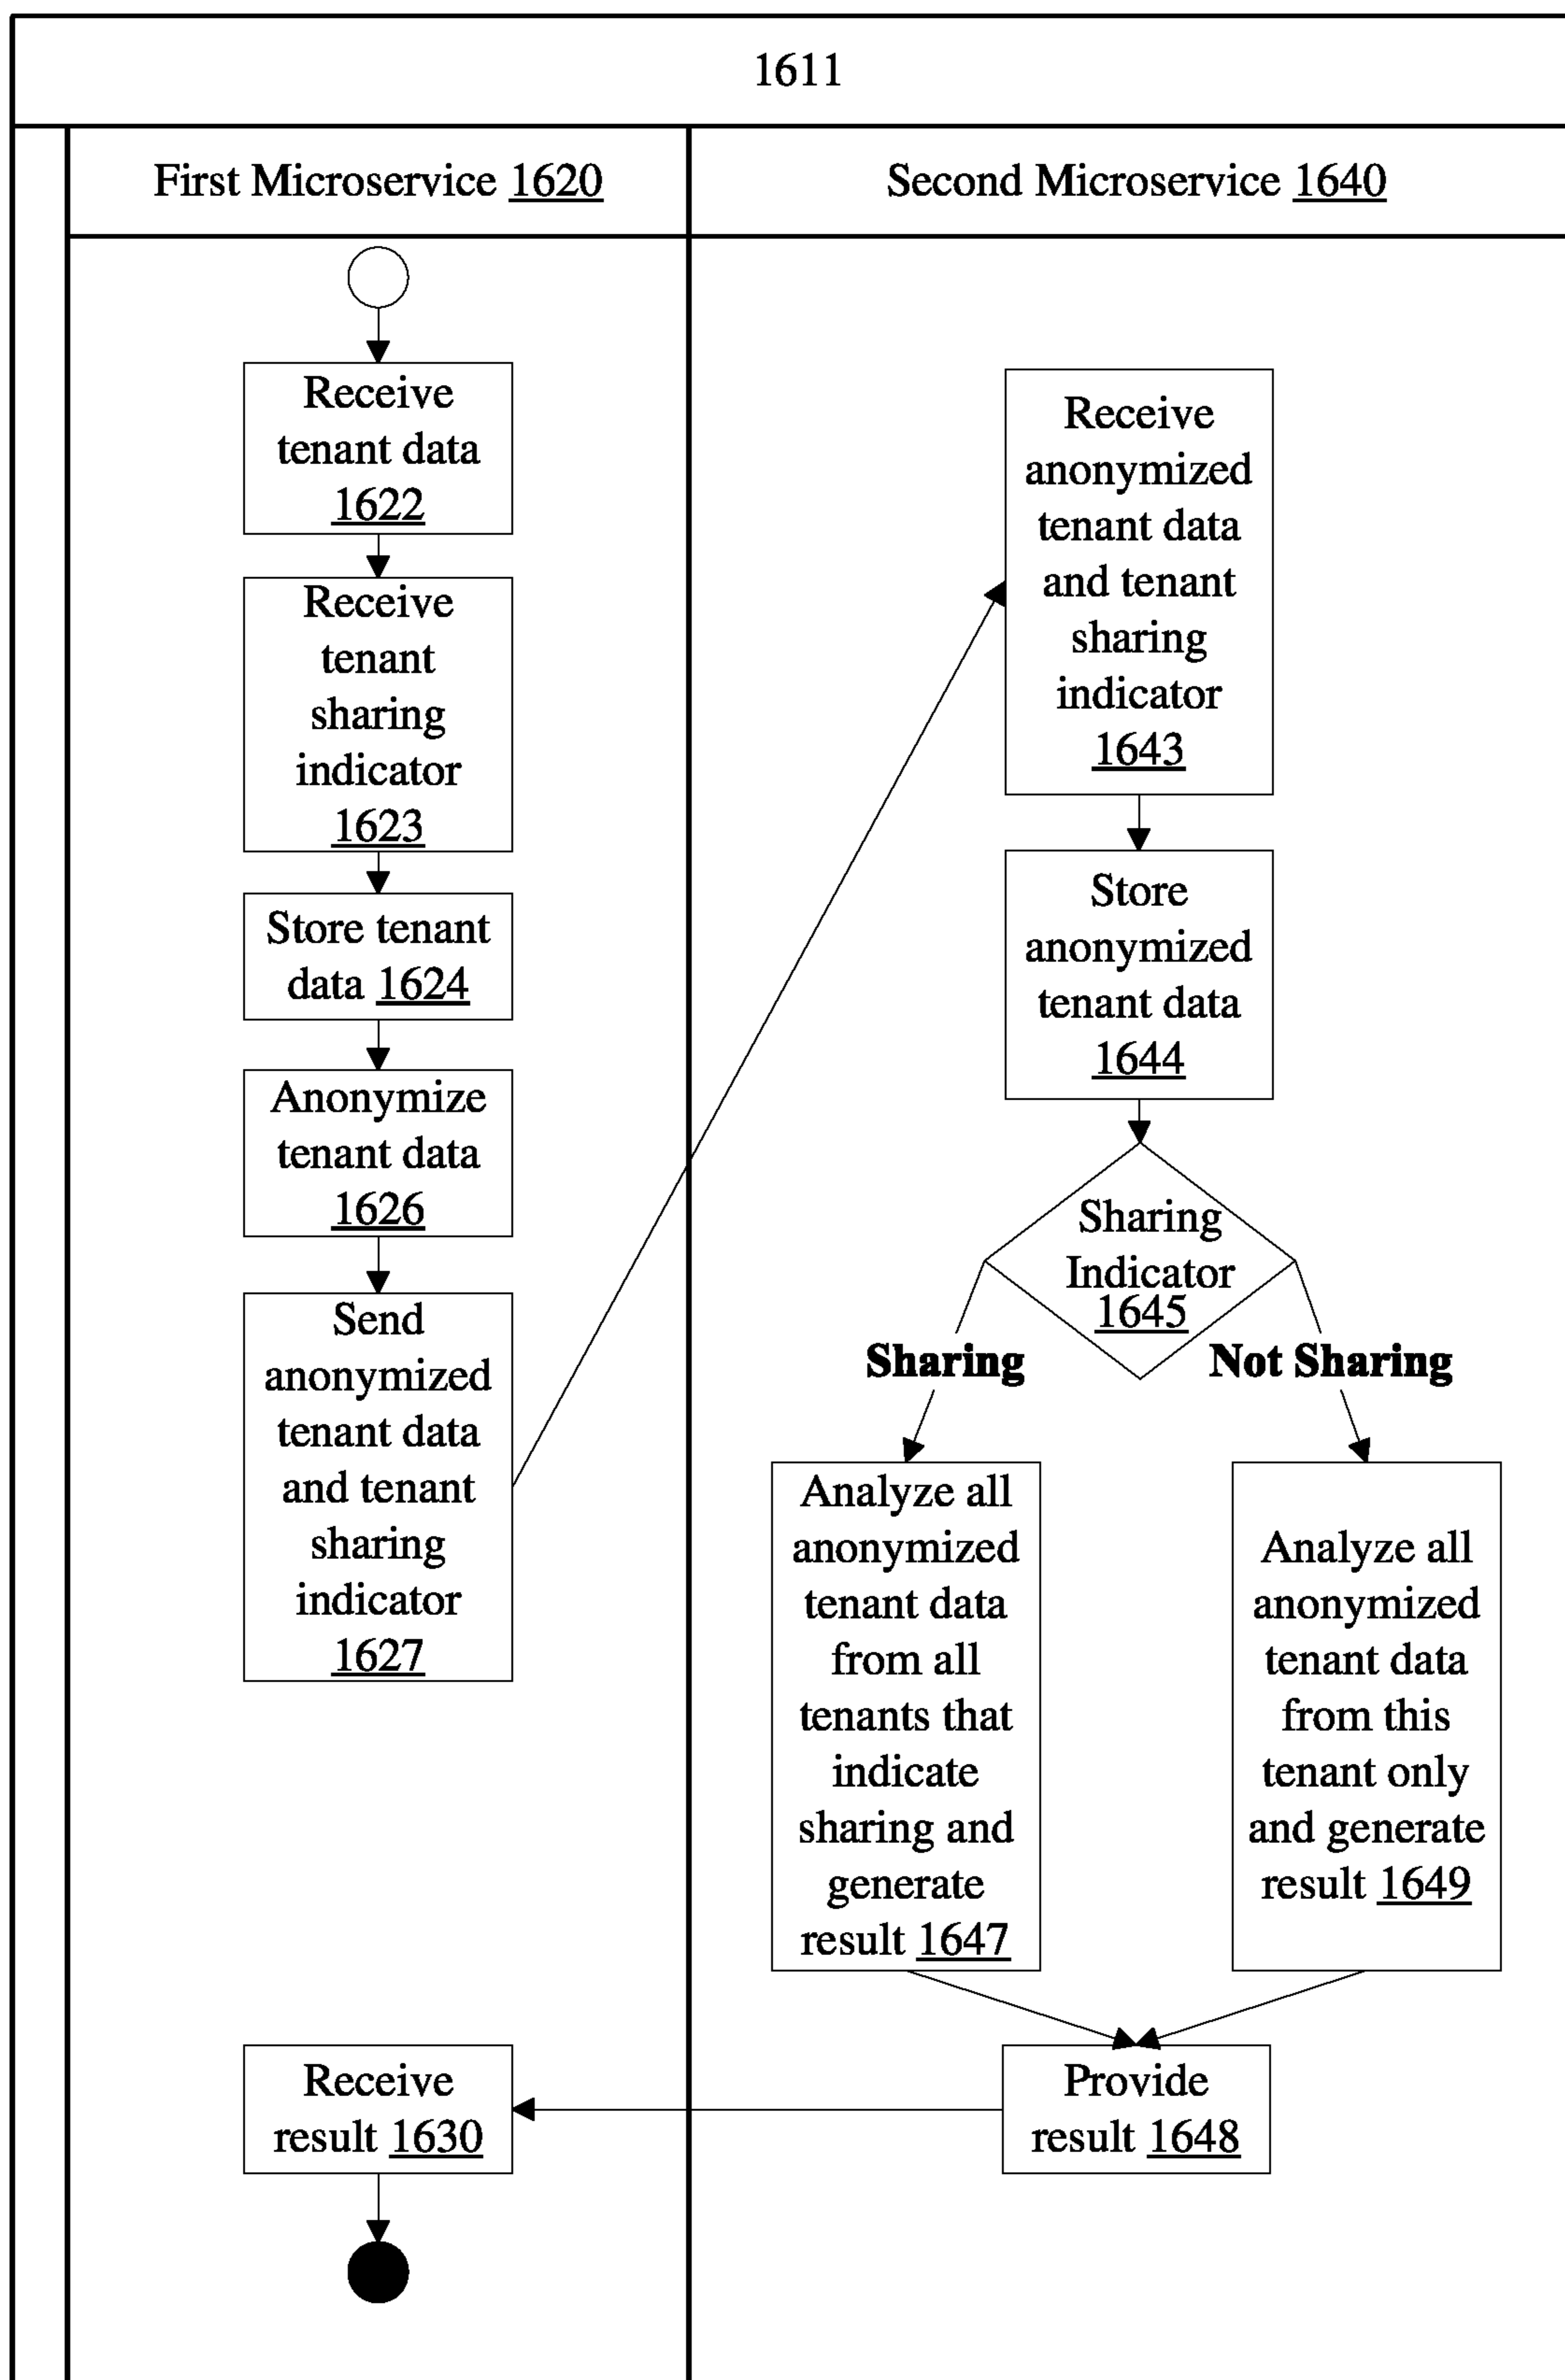 1611
First Microservice 1620
Second Microservice 1640
Receive
tenant data
1622
Receive
tenant
sharing
indicator
1623
Store tenant
data 1624
Anonymize
tenant data
1626
Send
anonymized
tenant data
and tenant
sharing
indicator
1627
Receive
anonymized
tenant data
and tenant
sharing
indicator
1643
Store
anonymized
tenant data
1644
Sharing
Indicator
1645
Sharing
Not Sharing
Analyze all
anonymized
tenant data
from all
tenants that
indicate
sharing and
generate
result 1647
Analyze all
anonymized
tenant data
from this
tenant only
and generate
result 1649
Provide
result 1648
Receive
result 1630